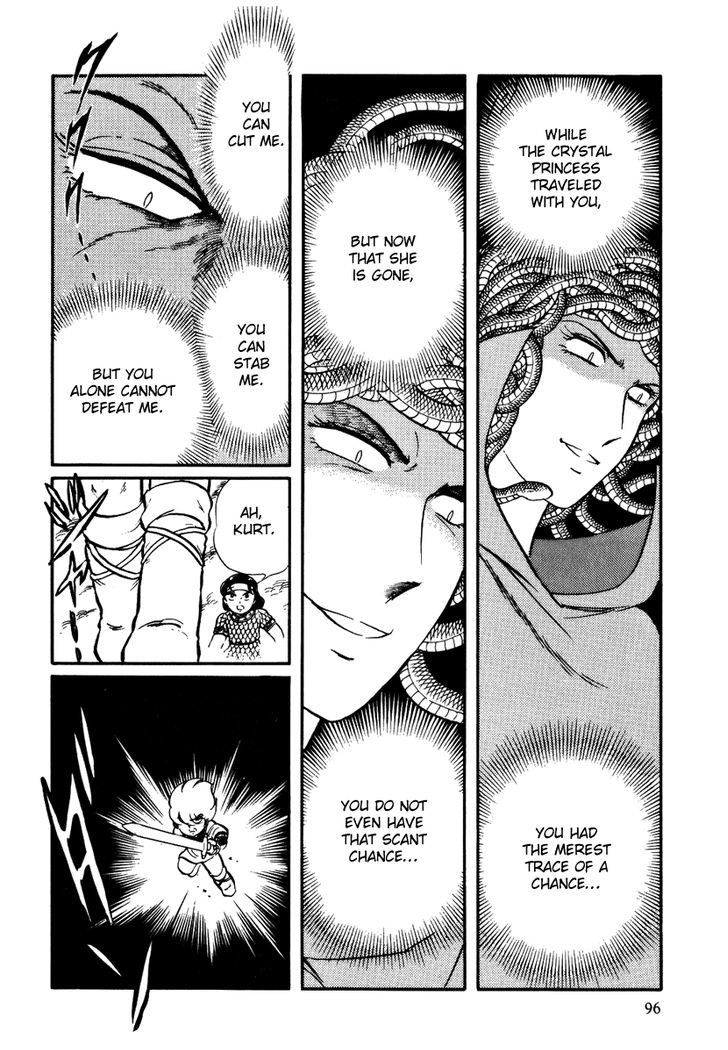 WHILE
THE CRYSTAL
PRINCESS
TRAVELED
WITH YOU,
YOU HAD
THE MEREST
TRACE OF A
CHANCE...
BUT NOW
THAT SHE
IS GONE,
YOU DO NOT
EVEN HAVE
THAT SCANT
CHANCE...
YOU
CAN
CUT ME.
YOU
CAN
STAB
ME.
BUT YOU
ALONE CANNOT
DEFEAT ME.
AH,
KURT.
96